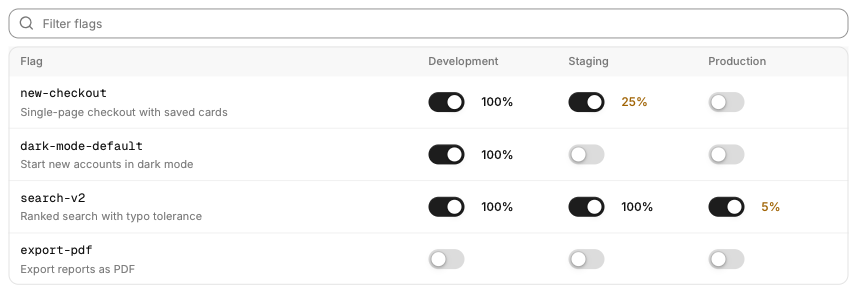 Filter flags
Flag Development Staging Production
new-checkout
Single-page checkout with saved cards
100% 25%
dark-mode-default
Start new accounts in dark mode
100%
search-v2
Ranked search with typo tolerance
100% 100% 5%
export-pdf
Export reports as PDF